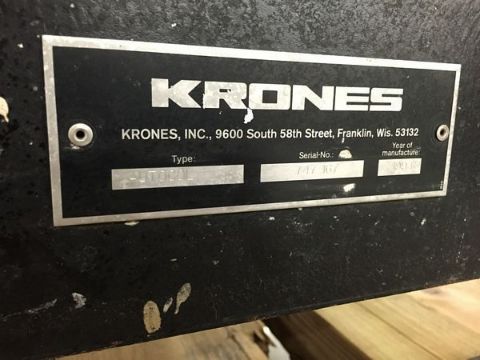 KRONES
KRONES, INC., 9600 South 58th Street, Franklin, Wis. 53132
Type: Serial-No.: Year of manufacture: